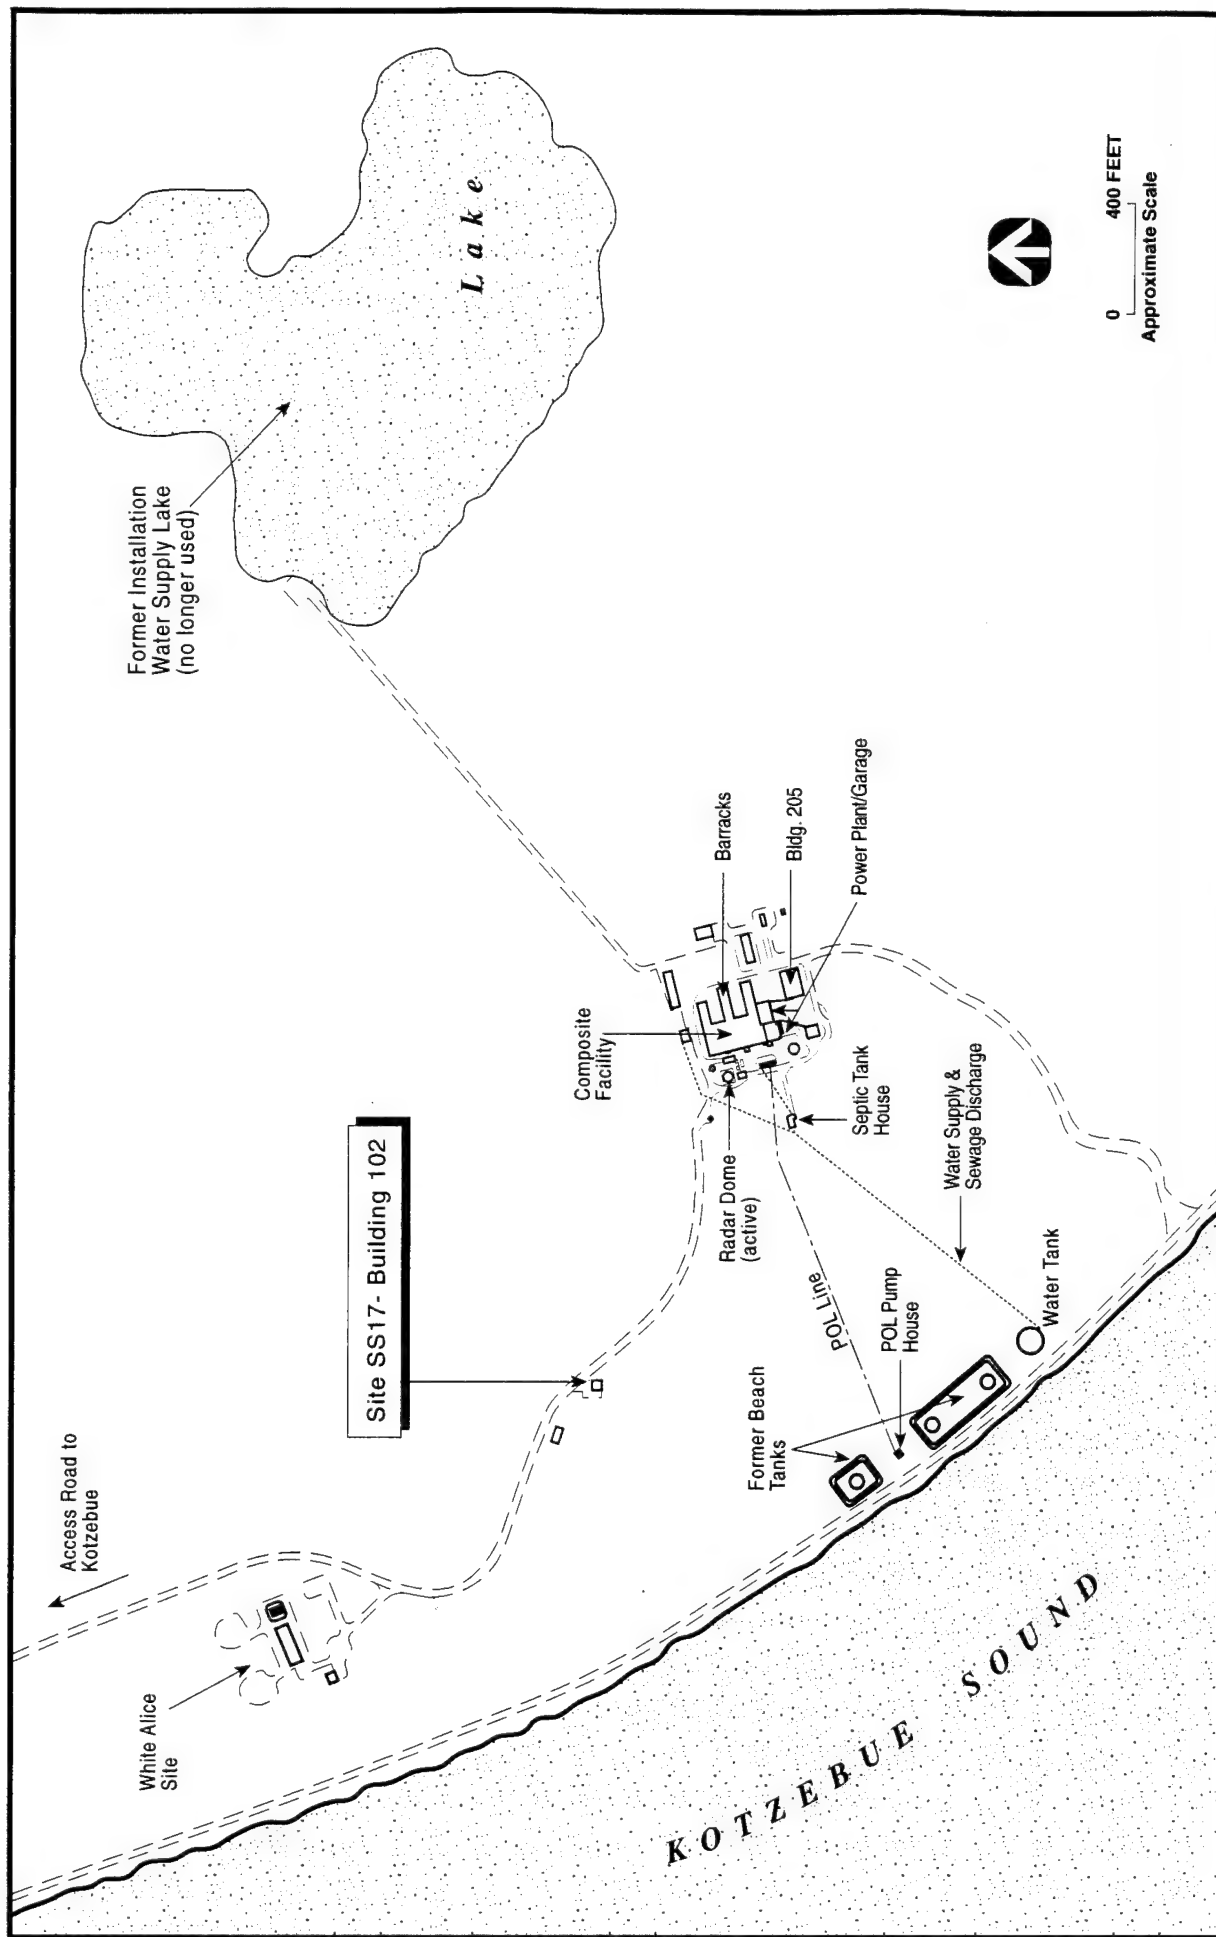 Access Road to
Kotzebue
White Alice
Site
Former Installation
Water Supply Lake
(no longer used)
Lake
Site SS17- Building 102
Composite
Facility
Barracks
Bldg. 205
Power Plant/Garage
Radar Dome
(active)
Septic Tank
House
Water Supply &
Sewage Discharge
POL Line
POL Pump
House
Water Tank
Former Beach
Tanks
KOTZEBUE SOUND
0 400 FEET
Approximate Scale